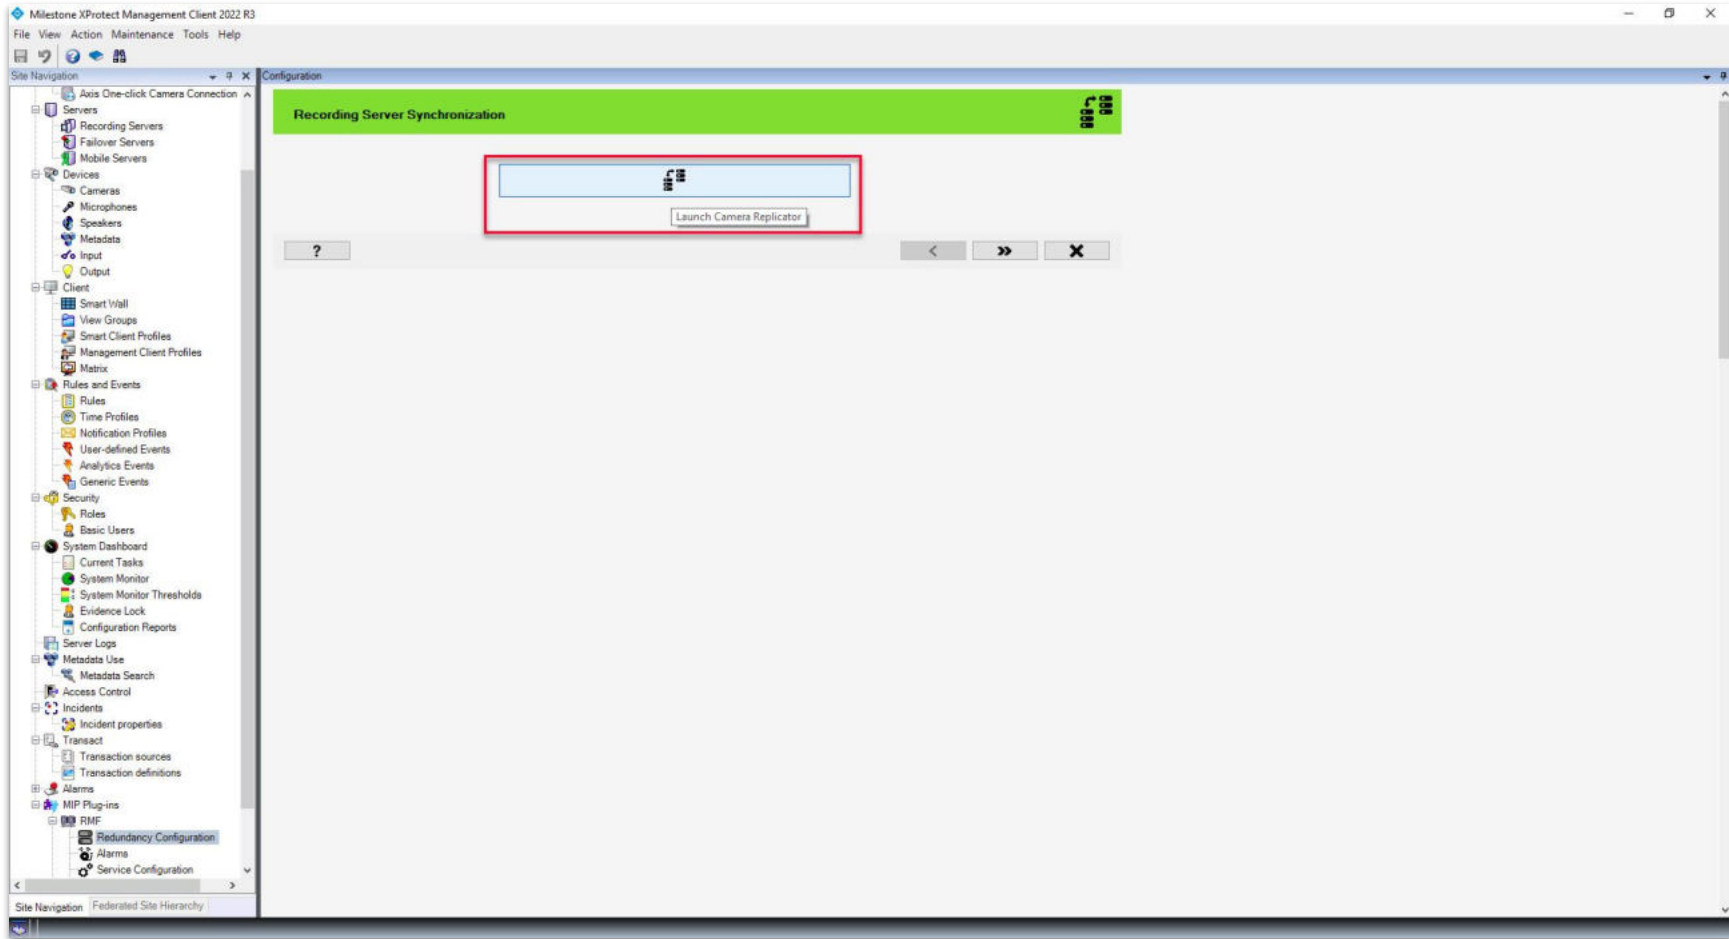 Milestone XProtect Management Client 2022 R3
File View Action Maintenance Tools Help
Site Navigation
Configuration
Axis One-click Camera Connection
Servers
Recording Servers
Failover Servers
Mobile Servers
Devices
Cameras
Microphones
Speakers
Metadata
Input
Output
Client
Smart Wall
View Groups
Smart Client Profiles
Management Client Profiles
Matrix
Rules and Events
Rules
Time Profiles
Notification Profiles
User-defined Events
Analytics Events
Generic Events
Security
Roles
Basic Users
System Dashboard
Current Tasks
System Monitor
System Monitor Thresholds
Evidence Lock
Configuration Reports
Server Logs
Metadata Use
Metadata Search
Access Control
Incidents
Incident properties
Transact
Transaction sources
Transaction definitions
Alarms
MIP Plug-ins
RMF
Redundancy Configuration
Alarms
Service Configuration
Site Navigation Federated Site Hierarchy
Recording Server Synchronization
Launch Camera Replicator
?